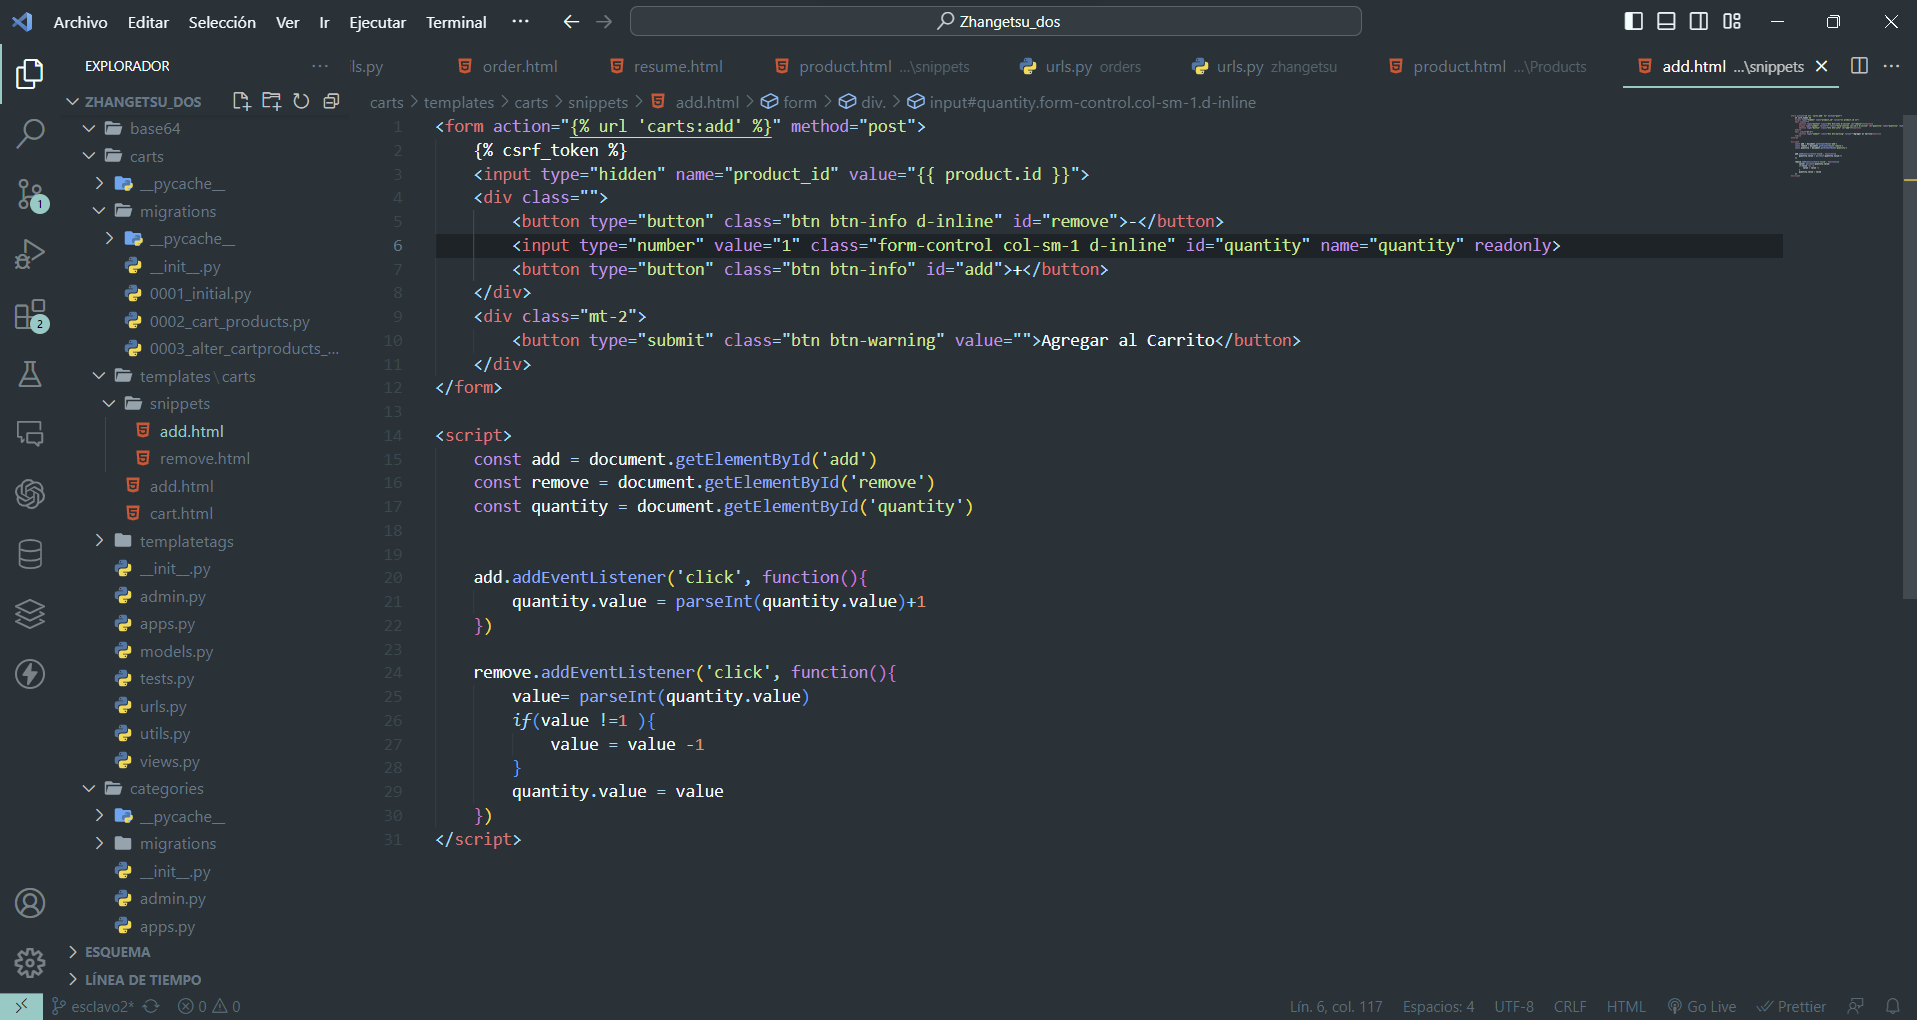 Archivo Editar Selección Ver Ir Ejecutar Terminal ··· Zhangetsu_dos
EXPLORADOR ···
ls.py order.html resume.html product.html ...\snippets urls.py orders urls.py zhangetsu product.html ...\Products add.html ...\snippets
ZHANGETSU_DOS
carts > templates > carts > snippets > add.html > form > div. > input#quantity.form-control.col-sm-1.d-inline
base64
carts
__pycache__
migrations
__pycache__
__init__.py
0001_initial.py
0002_cart_products.py
0003_alter_cartproducts_...
templates\carts
snippets
add.html
remove.html
add.html
cart.html
templatetags
__init__.py
admin.py
apps.py
models.py
tests.py
urls.py
utils.py
views.py
categories
__pycache__
migrations
__init__.py
admin.py
apps.py
ESQUEMA
LÍNEA DE TIEMPO
1
2
1 <form action="{% url 'carts:add' %}" method="post">
2 {% csrf_token %}
3 <input type="hidden" name="product_id" value="{{ product.id }}">
4 <div class="">
5 <button type="button" class="btn btn-info d-inline" id="remove">-</button>
6 <input type="number" value="1" class="form-control col-sm-1 d-inline" id="quantity" name="quantity" readonly>
7 <button type="button" class="btn btn-info" id="add">+</button>
8 </div>
9 <div class="mt-2">
10 <button type="submit" class="btn btn-warning" value="">Agregar al Carrito</button>
11 </div>
12 </form>
13
14 <script>
15 const add = document.getElementById('add')
16 const remove = document.getElementById('remove')
17 const quantity = document.getElementById('quantity')
18
19
20 add.addEventListener('click', function(){
21 quantity.value = parseInt(quantity.value)+1
22 })
23
24 remove.addEventListener('click', function(){
25 value= parseInt(quantity.value)
26 if(value !=1 ){
27 value = value -1
28 }
29 quantity.value = value
30 })
31 </script>
esclavo2* 0 0 Lín. 6, col. 117 Espacios: 4 UTF-8 CRLF HTML Go Live Prettier